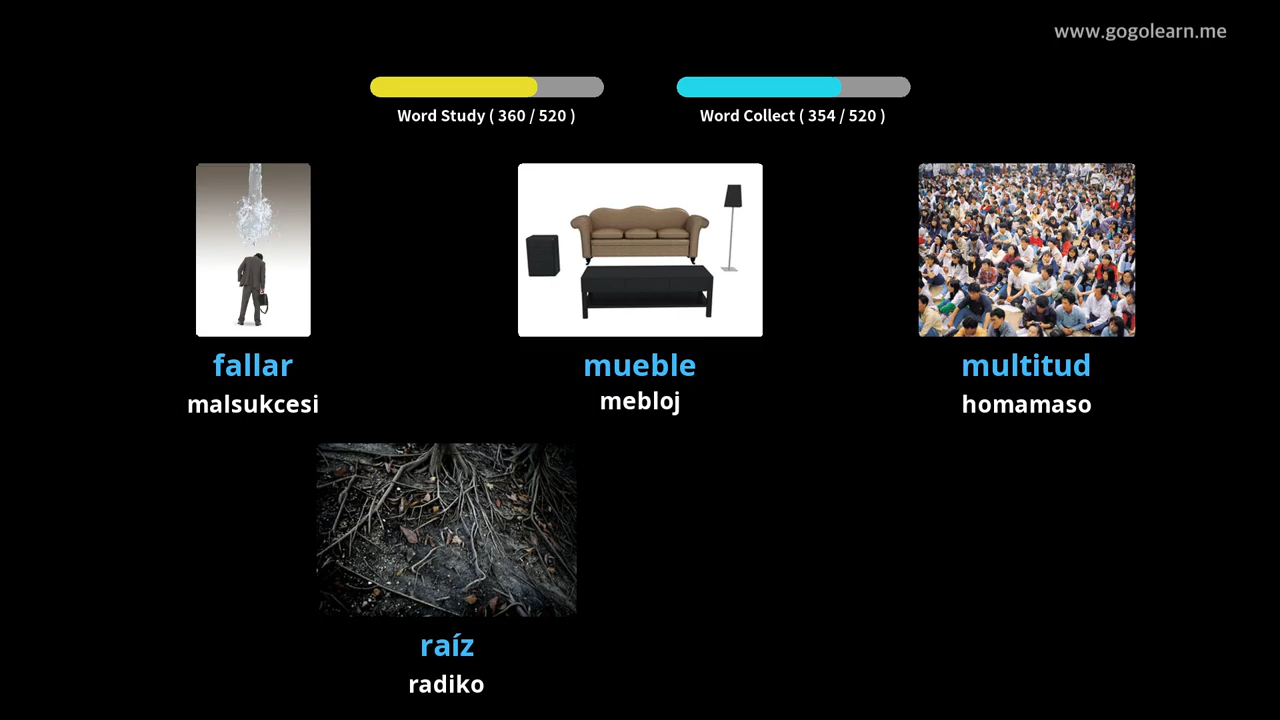 www.gogolearn.me
Word Study ( 360 / 520 )
Word Collect ( 354 / 520 )
fallar
malsukcesi
mueble
mebloj
multitud
homamaso
raíz
radiko